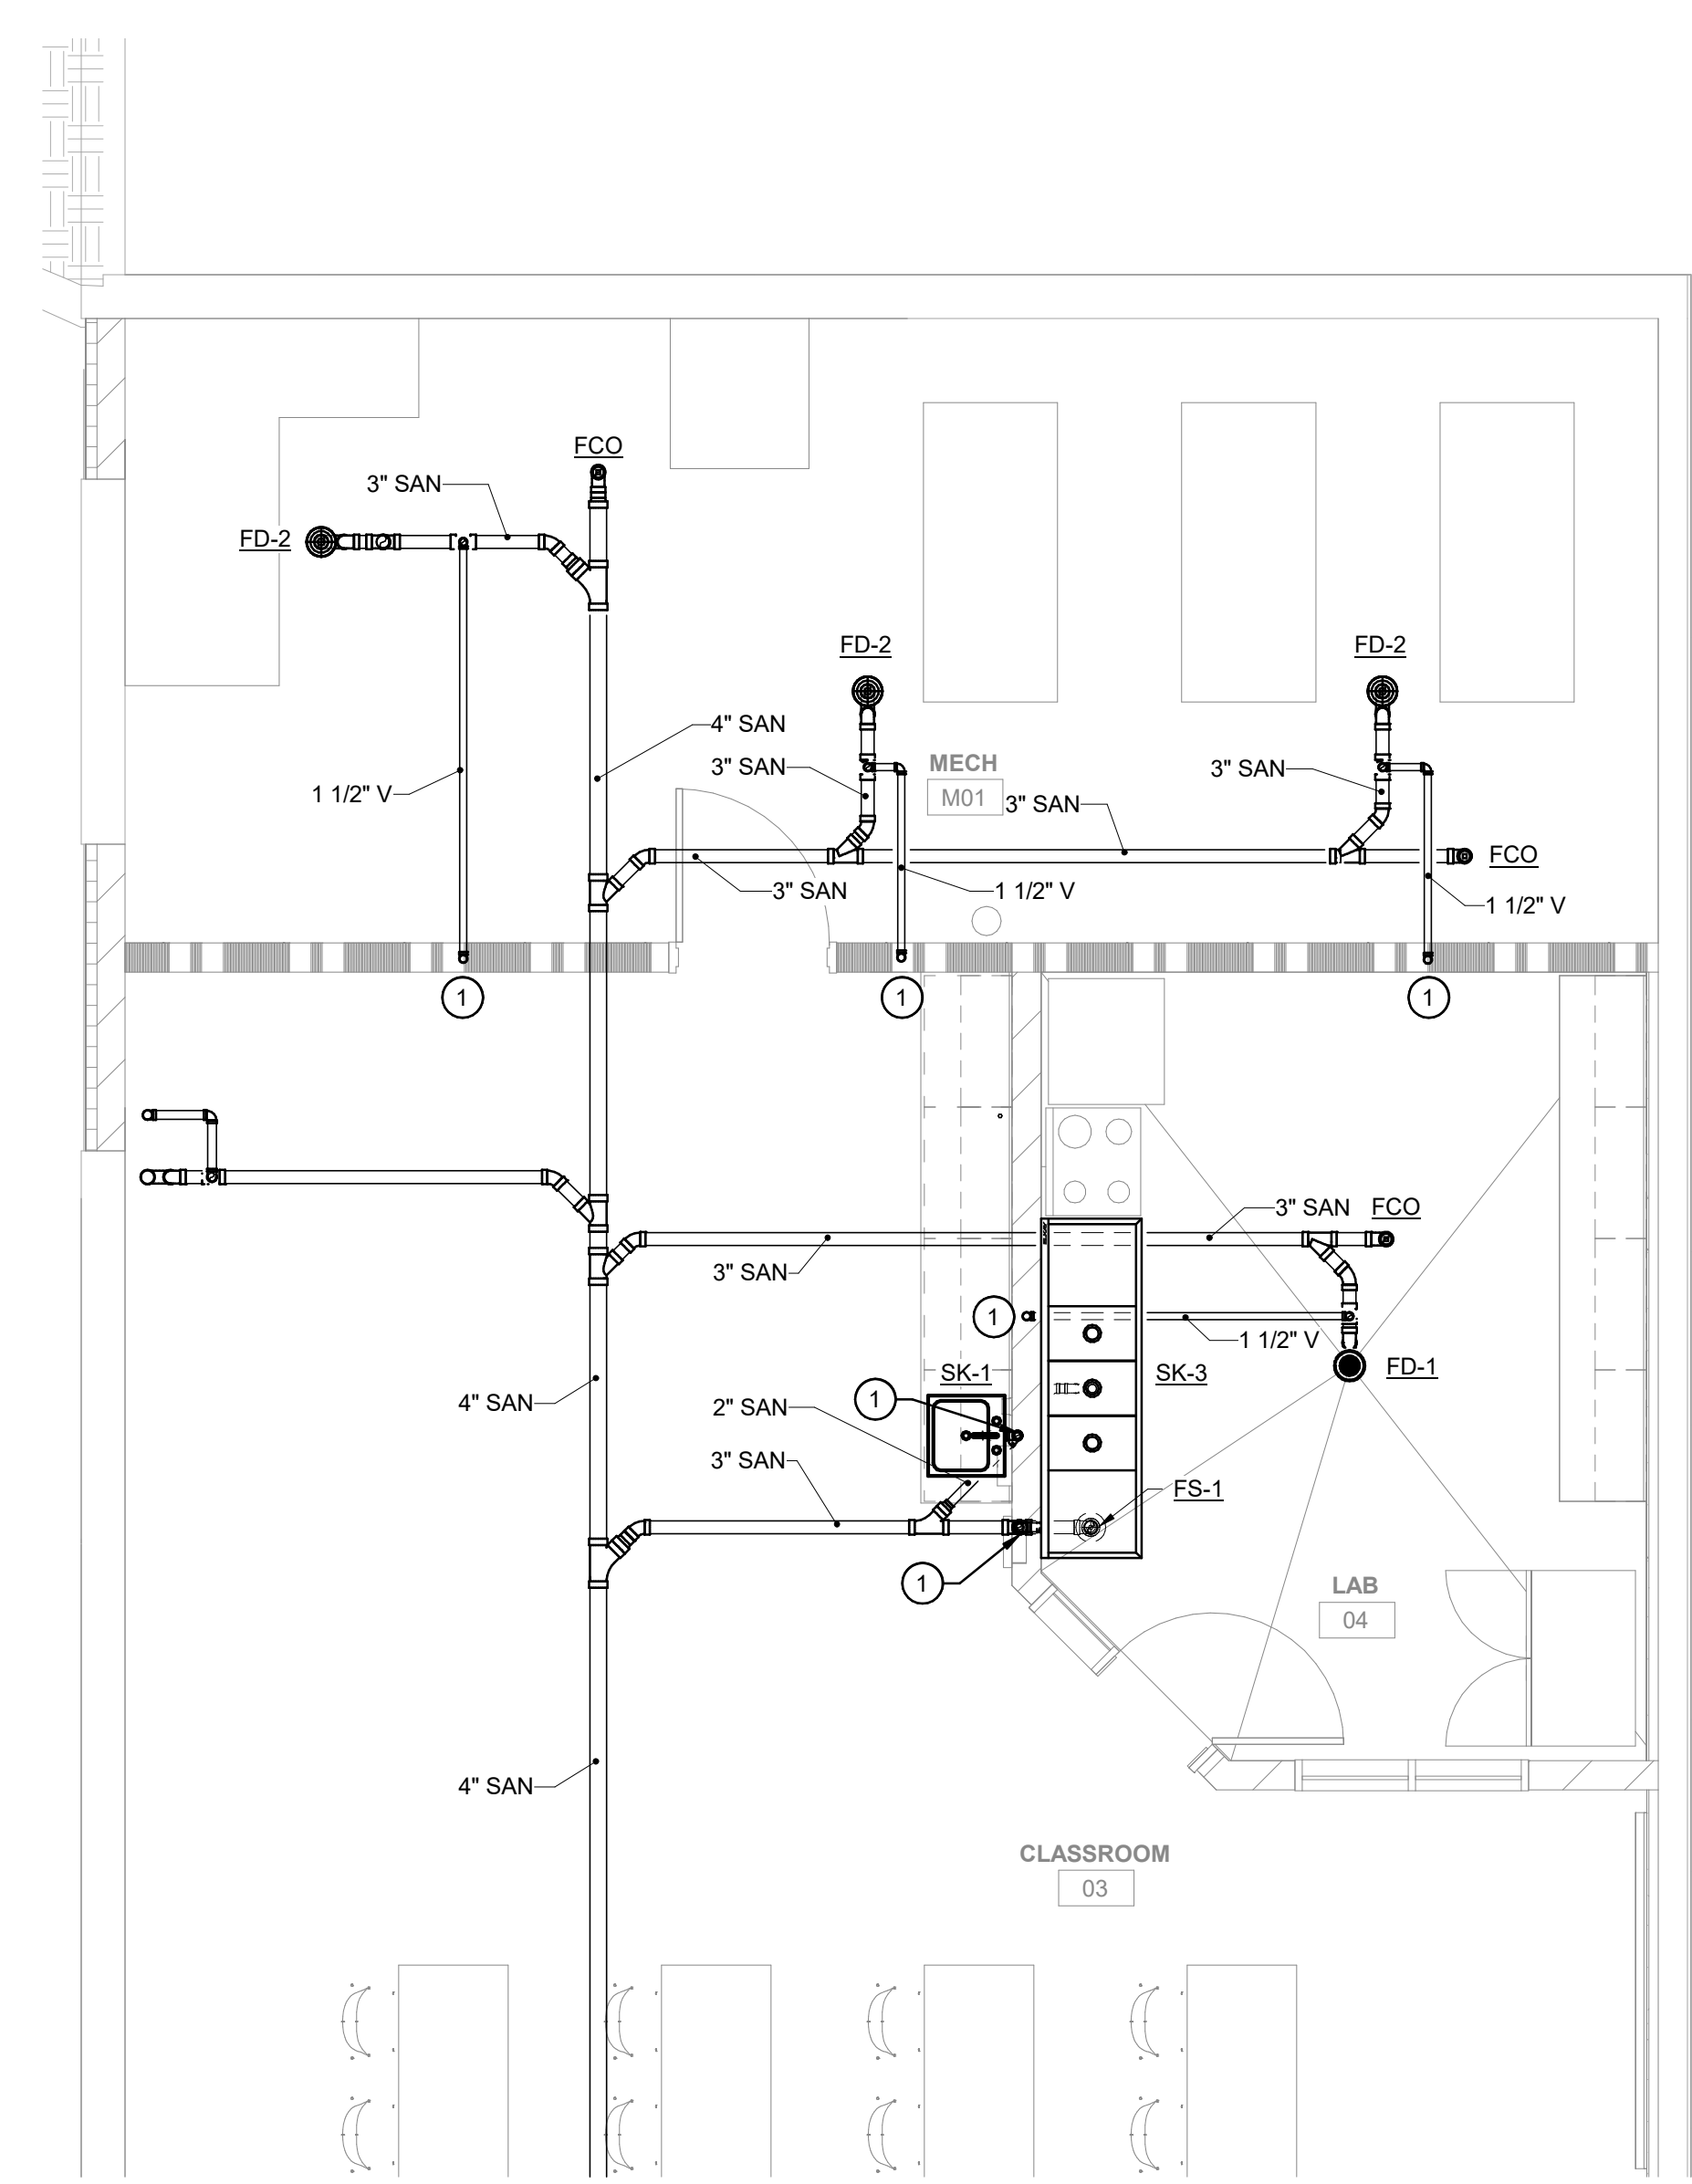 FCO
3" SAN
FD-2
FD-2
FD-2
4" SAN
MECH
3" SAN
3" SAN
1 1/2" V
M01
3" SAN
FCO
3" SAN
1 1/2" V
1 1/2" V
1
1
1
3" SAN
FCO
3" SAN
1
1 1/2" V
SK-1
SK-3
FD-1
1
4" SAN
2" SAN
3" SAN
FS-1
1
LAB
04
4" SAN
CLASSROOM
03